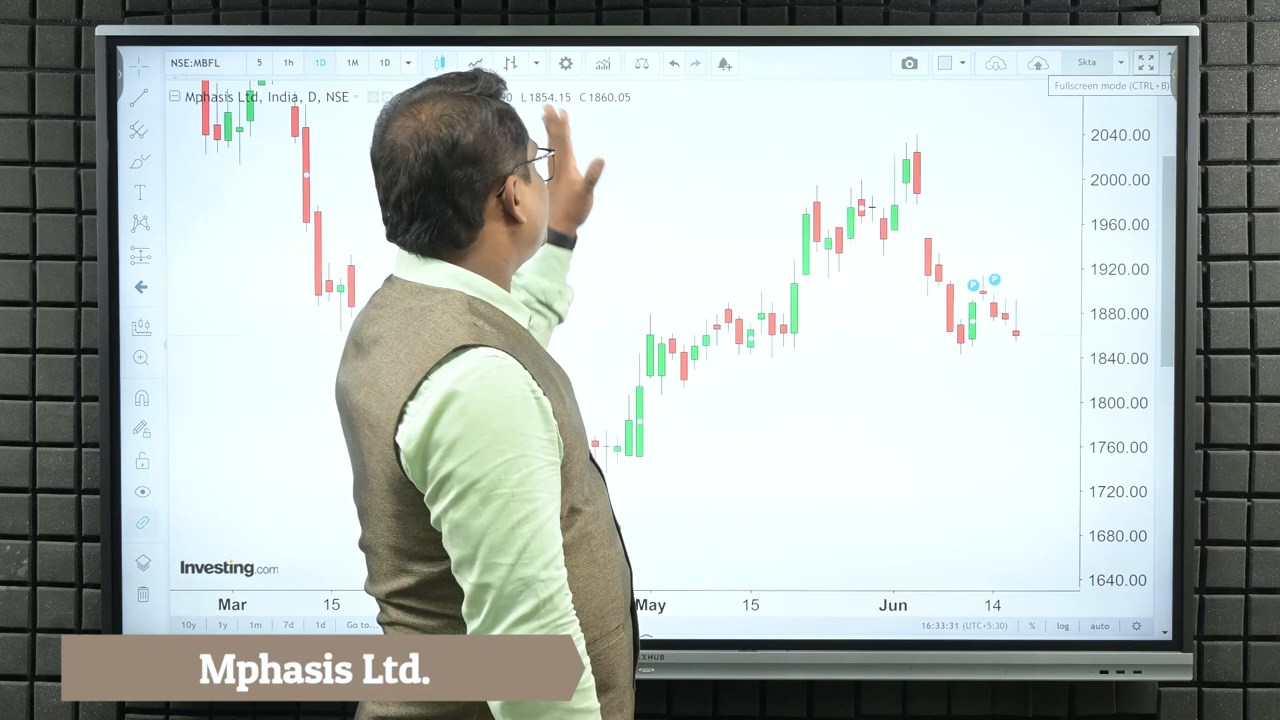 NSE:MBFL 5 1h 1D 1M 1D Skta
Fullscreen mode (CTRL+B)
Mphasis Ltd, India, D, NSE L1854.15 C1860.05
2040.00
2000.00
1960.00
1920.00
P P
1880.00
1840.00
1800.00
1760.00
1720.00
1680.00
Investing.com
1640.00
Mar 15 May 15 Jun 14
10y 1y 1m 7d 1d Go to... 16:33:31 (UTC+5:30) % log auto
Mphasis Ltd.